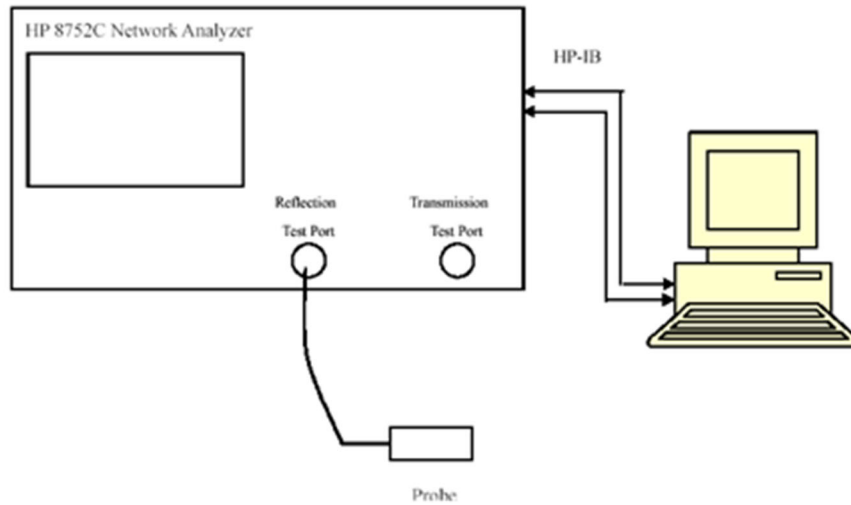 HP 8752C Network Analyzer
HP-IB
Reflection
Test Port
Transmission
Test Port
Probe